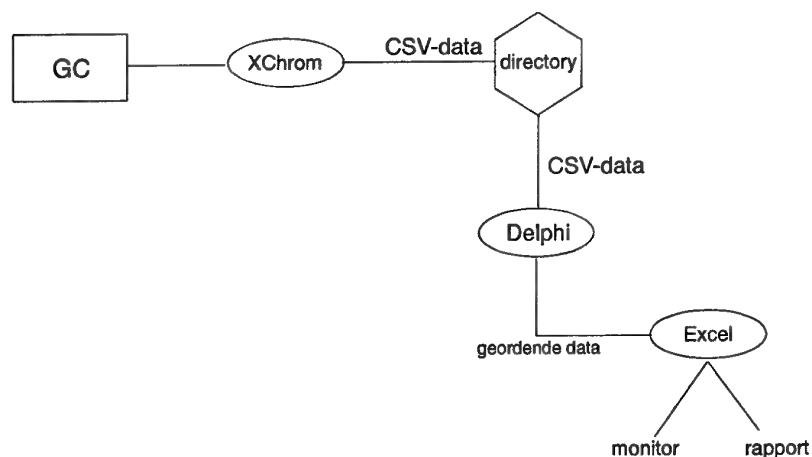 GC
XChrom
CSV-data
directory
CSV-data
Delphi
geordende data
Excel
monitor
rapport